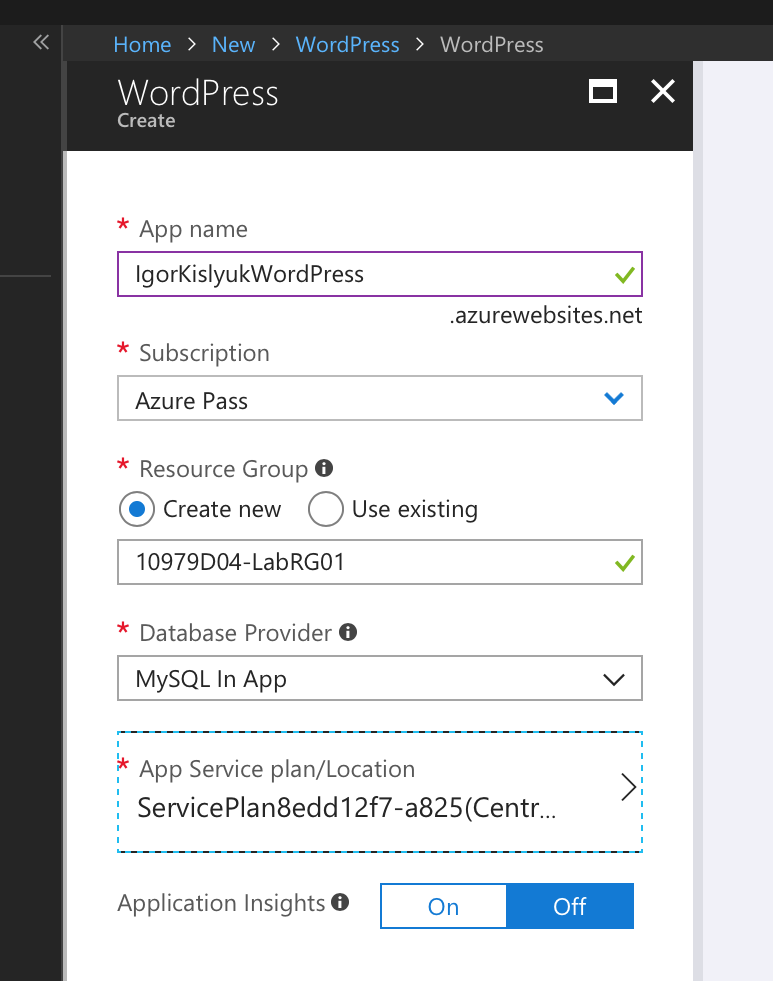 Home > New > WordPress > WordPress
WordPress
Create
* App name
IgorKislyukWordPress
.azurewebsites.net
* Subscription
Azure Pass
* Resource Group
Create new Use existing
10979D04-LabRG01
* Database Provider
MySQL In App
* App Service plan/Location
ServicePlan8edd12f7-a825(Centr...
Application Insights On Off